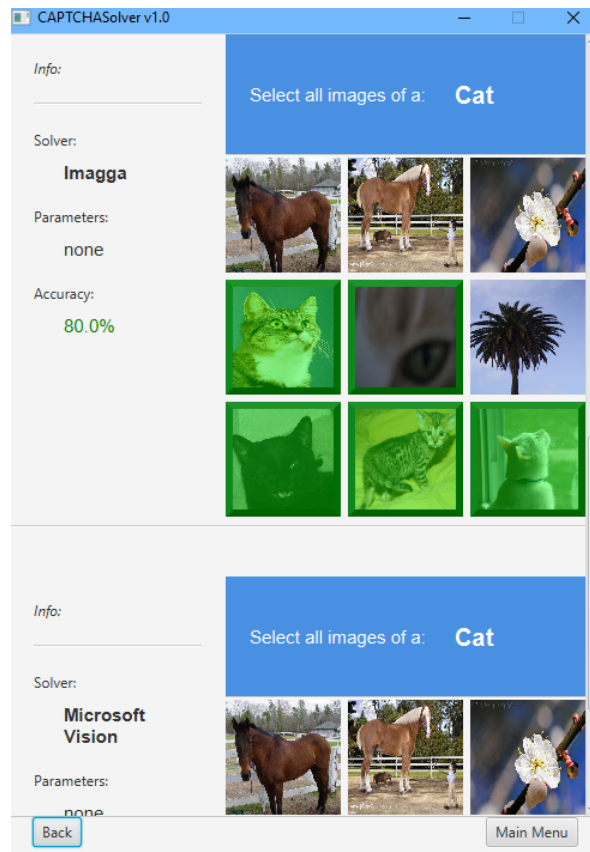 CAPTCHASolver v1.0
Info:
Select all images of a: Cat
Solver:
Imagga
Parameters:
none
Accuracy:
80.0%
Info:
Select all images of a: Cat
Solver:
Microsoft
Vision
Parameters:
none
Back
Main Menu